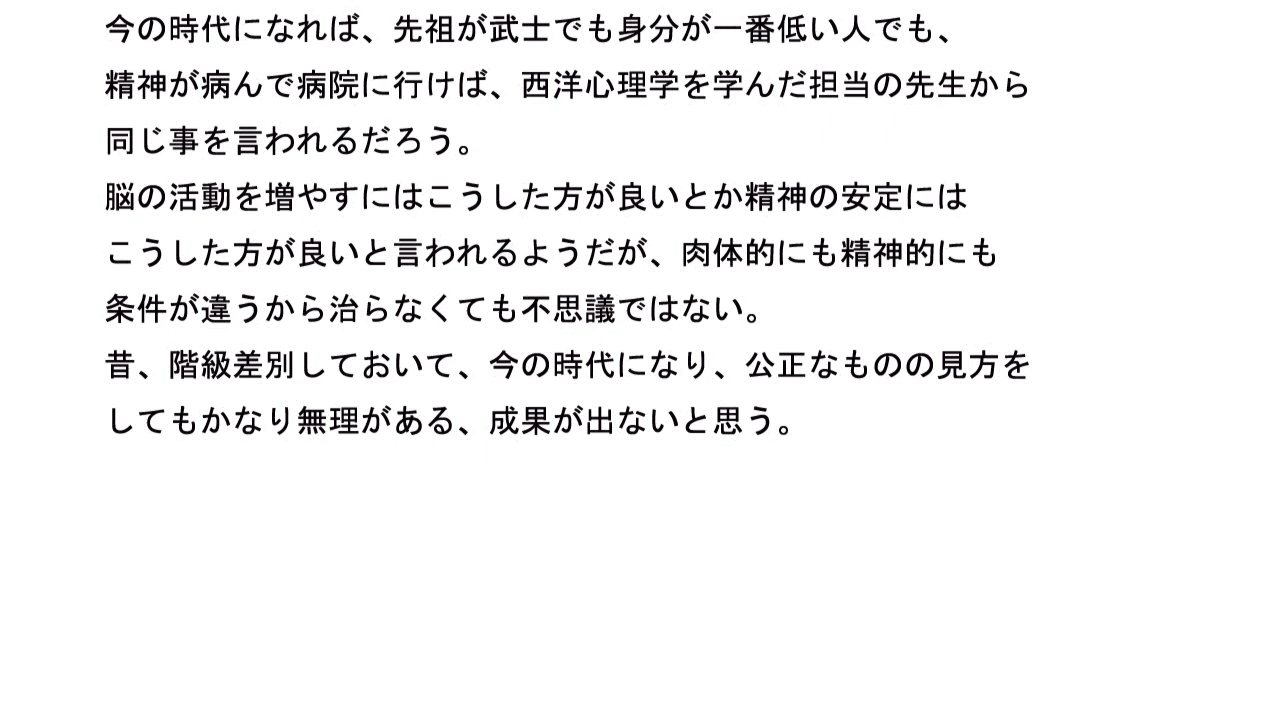 今の時代になれば、先祖が武士でも身分が一番低い人でも、
精神が病んで病院に行けば、西洋心理学を学んだ担当の先生から
同じ事を言われるだろう。
脳の活動を増やすにはこうした方が良いとか精神の安定には
こうした方が良いと言われるようだが、肉体的にも精神的にも
条件が違うから治らなくても不思議ではない。
昔、階級差別しておいて、今の時代になり、公正なものの見方を
してもかなり無理がある、成果が出ないと思う。